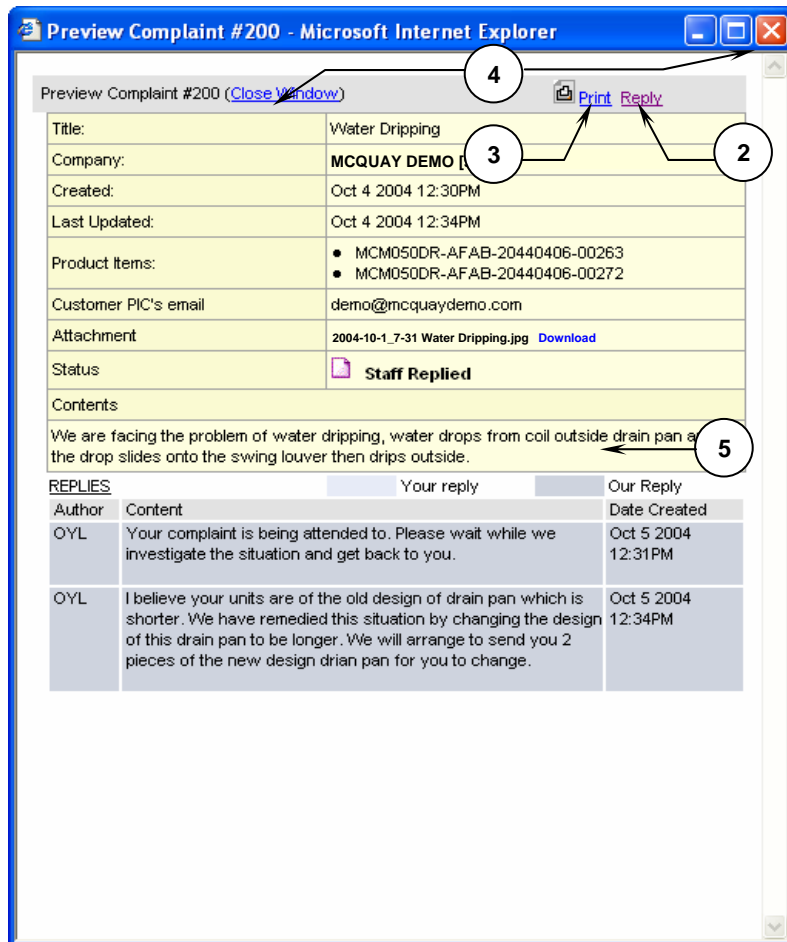 Preview Complaint #200 - Microsoft Internet Explorer
4
Preview Complaint #200 (Close Window)
Print Reply
Title: Water Dripping
3
2
Company: MCQUAY DEMO [
Created: Oct 4 2004 12:30PM
Last Updated: Oct 4 2004 12:34PM
Product Items:
• MCM050DR-AFAB-20440406-00263
• MCM050DR-AFAB-20440406-00272
Customer PIC's email demo@mcquaydemo.com
Attachment 2004-10-1_7-31 Water Dripping.jpg Download
Status Staff Replied
Contents
We are facing the problem of water dripping, water drops from coil outside drain pan
5
the drop slides onto the swing louver then drips outside.
REPLIES Your reply Our Reply
Author Content Date Created
OYL Your complaint is being attended to. Please wait while we Oct 5 2004
investigate the situation and get back to you. 12:31PM
OYL I believe your units are of the old design of drain pan which is Oct 5 2004
shorter. We have remedied this situation by changing the design 12:34PM
of this drain pan to be longer. We will arrange to send you 2
pieces of the new design drian pan for you to change.